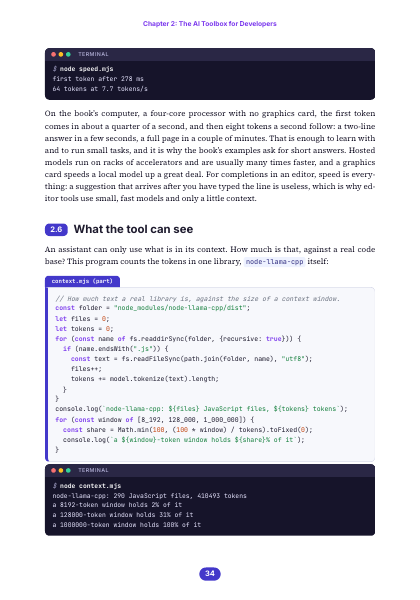 Chapter 2: The AI Toolbox for Developers
TERMINAL
$ node speed.mjs
first token after 278 ms
64 tokens at 7.7 tokens/s
On the book's computer, a four-core processor with no graphics card, the first token
comes in about a quarter of a second, and then eight tokens a second follow: a two-line
answer in a few seconds, a full page in a couple of minutes. That is enough to learn with
and to run small tasks, and it is why the book's examples ask for short answers. Hosted
models run on racks of accelerators and are usually many times faster, and a graphics
card speeds a local model up a great deal. For completions in an editor, speed is every-
thing: a suggestion that arrives after you have typed the line is useless, which is why ed-
itor tools use small, fast models and only a little context.
2.6 What the tool can see
An assistant can only use what is in its context. How much is that, against a real code
base? This program counts the tokens in one library, node-llama-cpp itself:
context.mjs (part)
// How much text a real library is, against the size of a context window.
const folder = "node_modules/node-llama-cpp/dist";
let files = 0;
let tokens = 0;
for (const name of fs.readdirSync(folder, {recursive: true})) {
if (name.endsWith(".js")) {
const text = fs.readFileSync(path.join(folder, name), "utf8");
files++;
tokens += model.tokenize(text).length;
}
}
console.log(`node-llama-cpp: ${files} JavaScript files, ${tokens} tokens`);
for (const window of [8_192, 128_000, 1_000_000]) {
const share = Math.min(100, (100 * window) / tokens).toFixed(0);
console.log(`a ${window}-token window holds ${share}% of it`);
}
TERMINAL
$ node context.mjs
node-llama-cpp: 290 JavaScript files, 410493 tokens
a 8192-token window holds 2% of it
a 128000-token window holds 31% of it
a 1000000-token window holds 100% of it
34